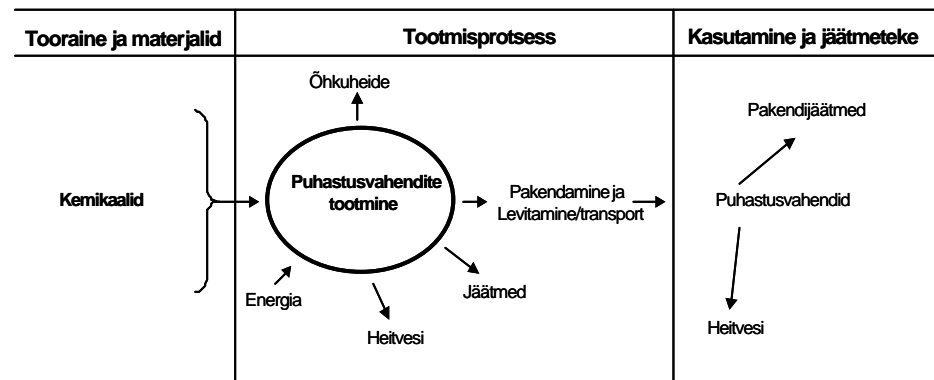 Tooraine ja materjalid
Tootmisprotsess
Kasutamine ja jäätmeteke
Õhkuheide
Pakendijäätmed
Kemikaalid
Puhastusvahendite
tootmine
Pakendamine ja
Levitamine/transport
Puhastusvahendid
Energia
Jäätmed
Heitvesi
Heitvesi